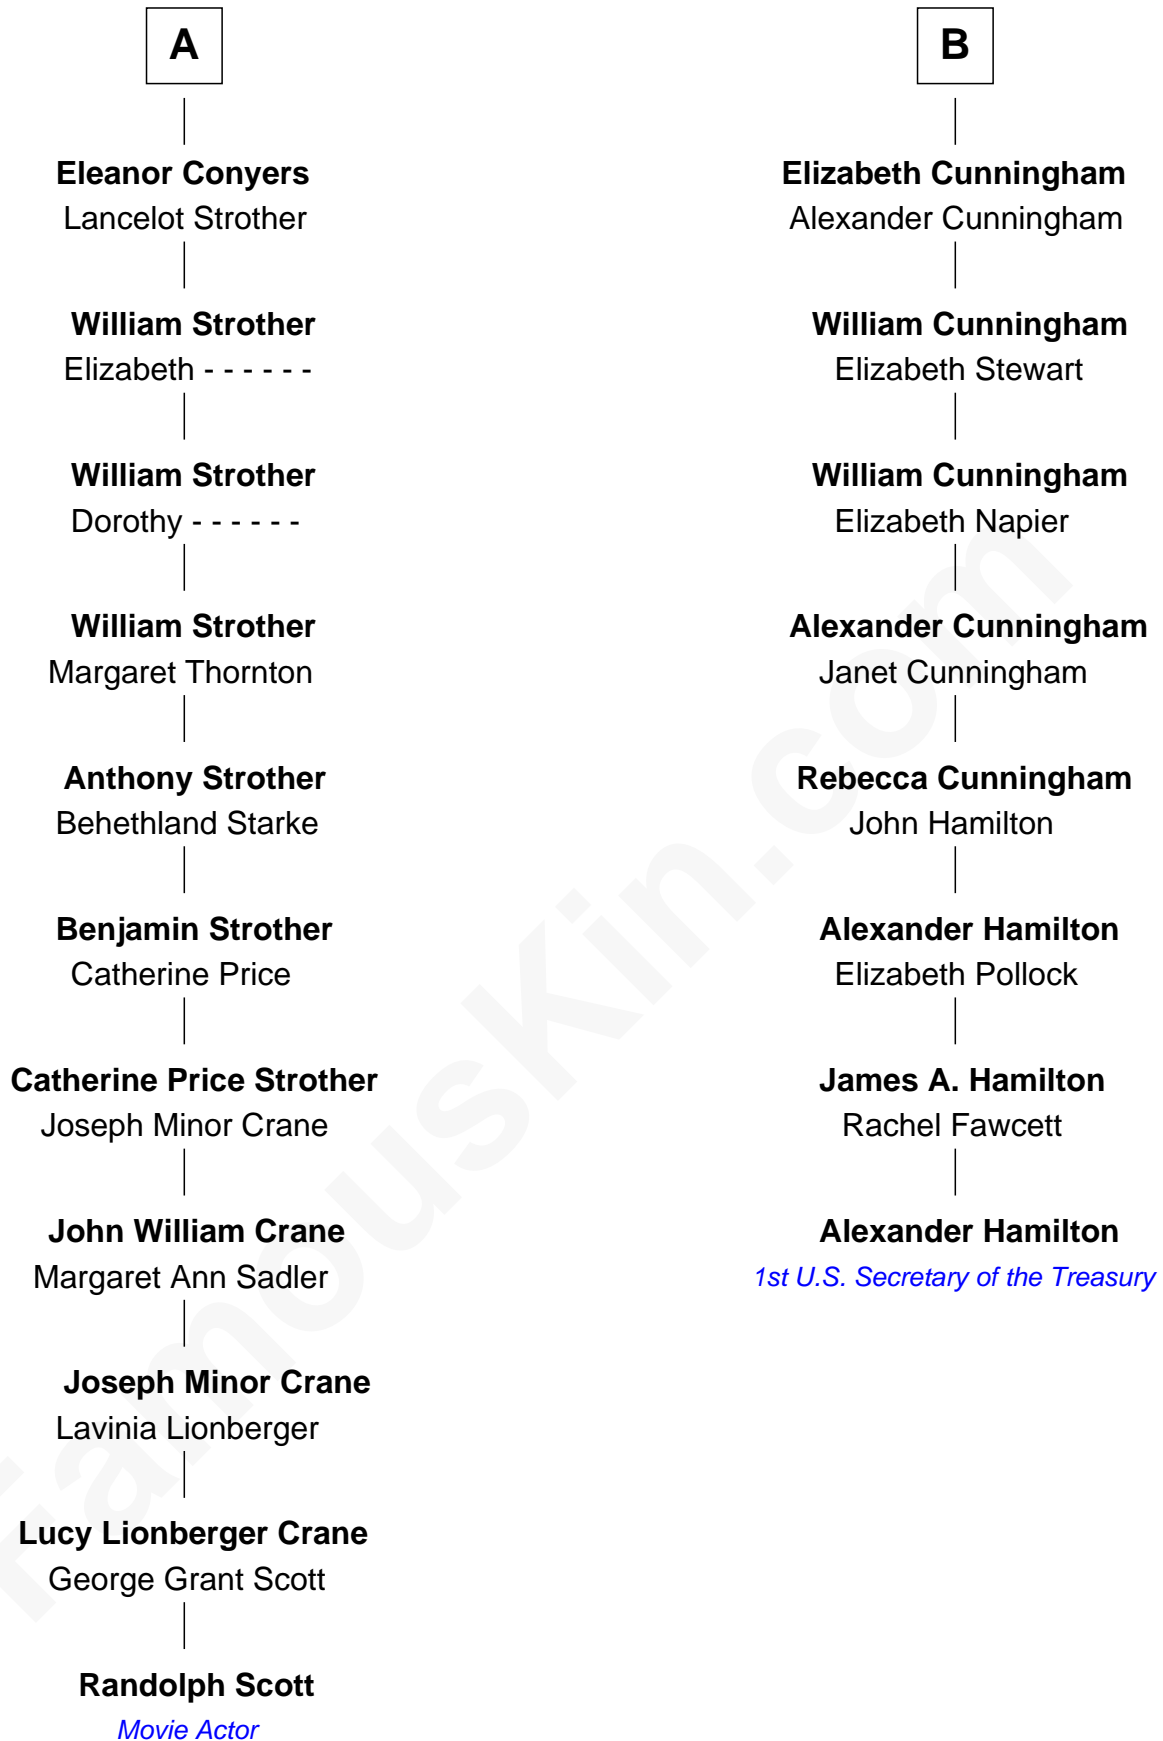 A
Eleanor Conyers
Lancelot Strother
William Strother
Elizabeth - - - - - -
William Strother
Dorothy - - - - - -
William Strother
Margaret Thornton
Anthony Strother
Behethland Starke
Benjamin Strother
Catherine Price
Catherine Price Strother
Joseph Minor Crane
John William Crane
Margaret Ann Sadler
Joseph Minor Crane
Lavinia Lionberger
Lucy Lionberger Crane
George Grant Scott
Randolph Scott
Movie Actor
B
Elizabeth Cunningham
Alexander Cunningham
William Cunningham
Elizabeth Stewart
William Cunningham
Elizabeth Napier
Alexander Cunningham
Janet Cunningham
Rebecca Cunningham
John Hamilton
Alexander Hamilton
Elizabeth Pollock
James A. Hamilton
Rachel Fawcett
Alexander Hamilton
1st U.S. Secretary of the Treasury
FamousKin.com